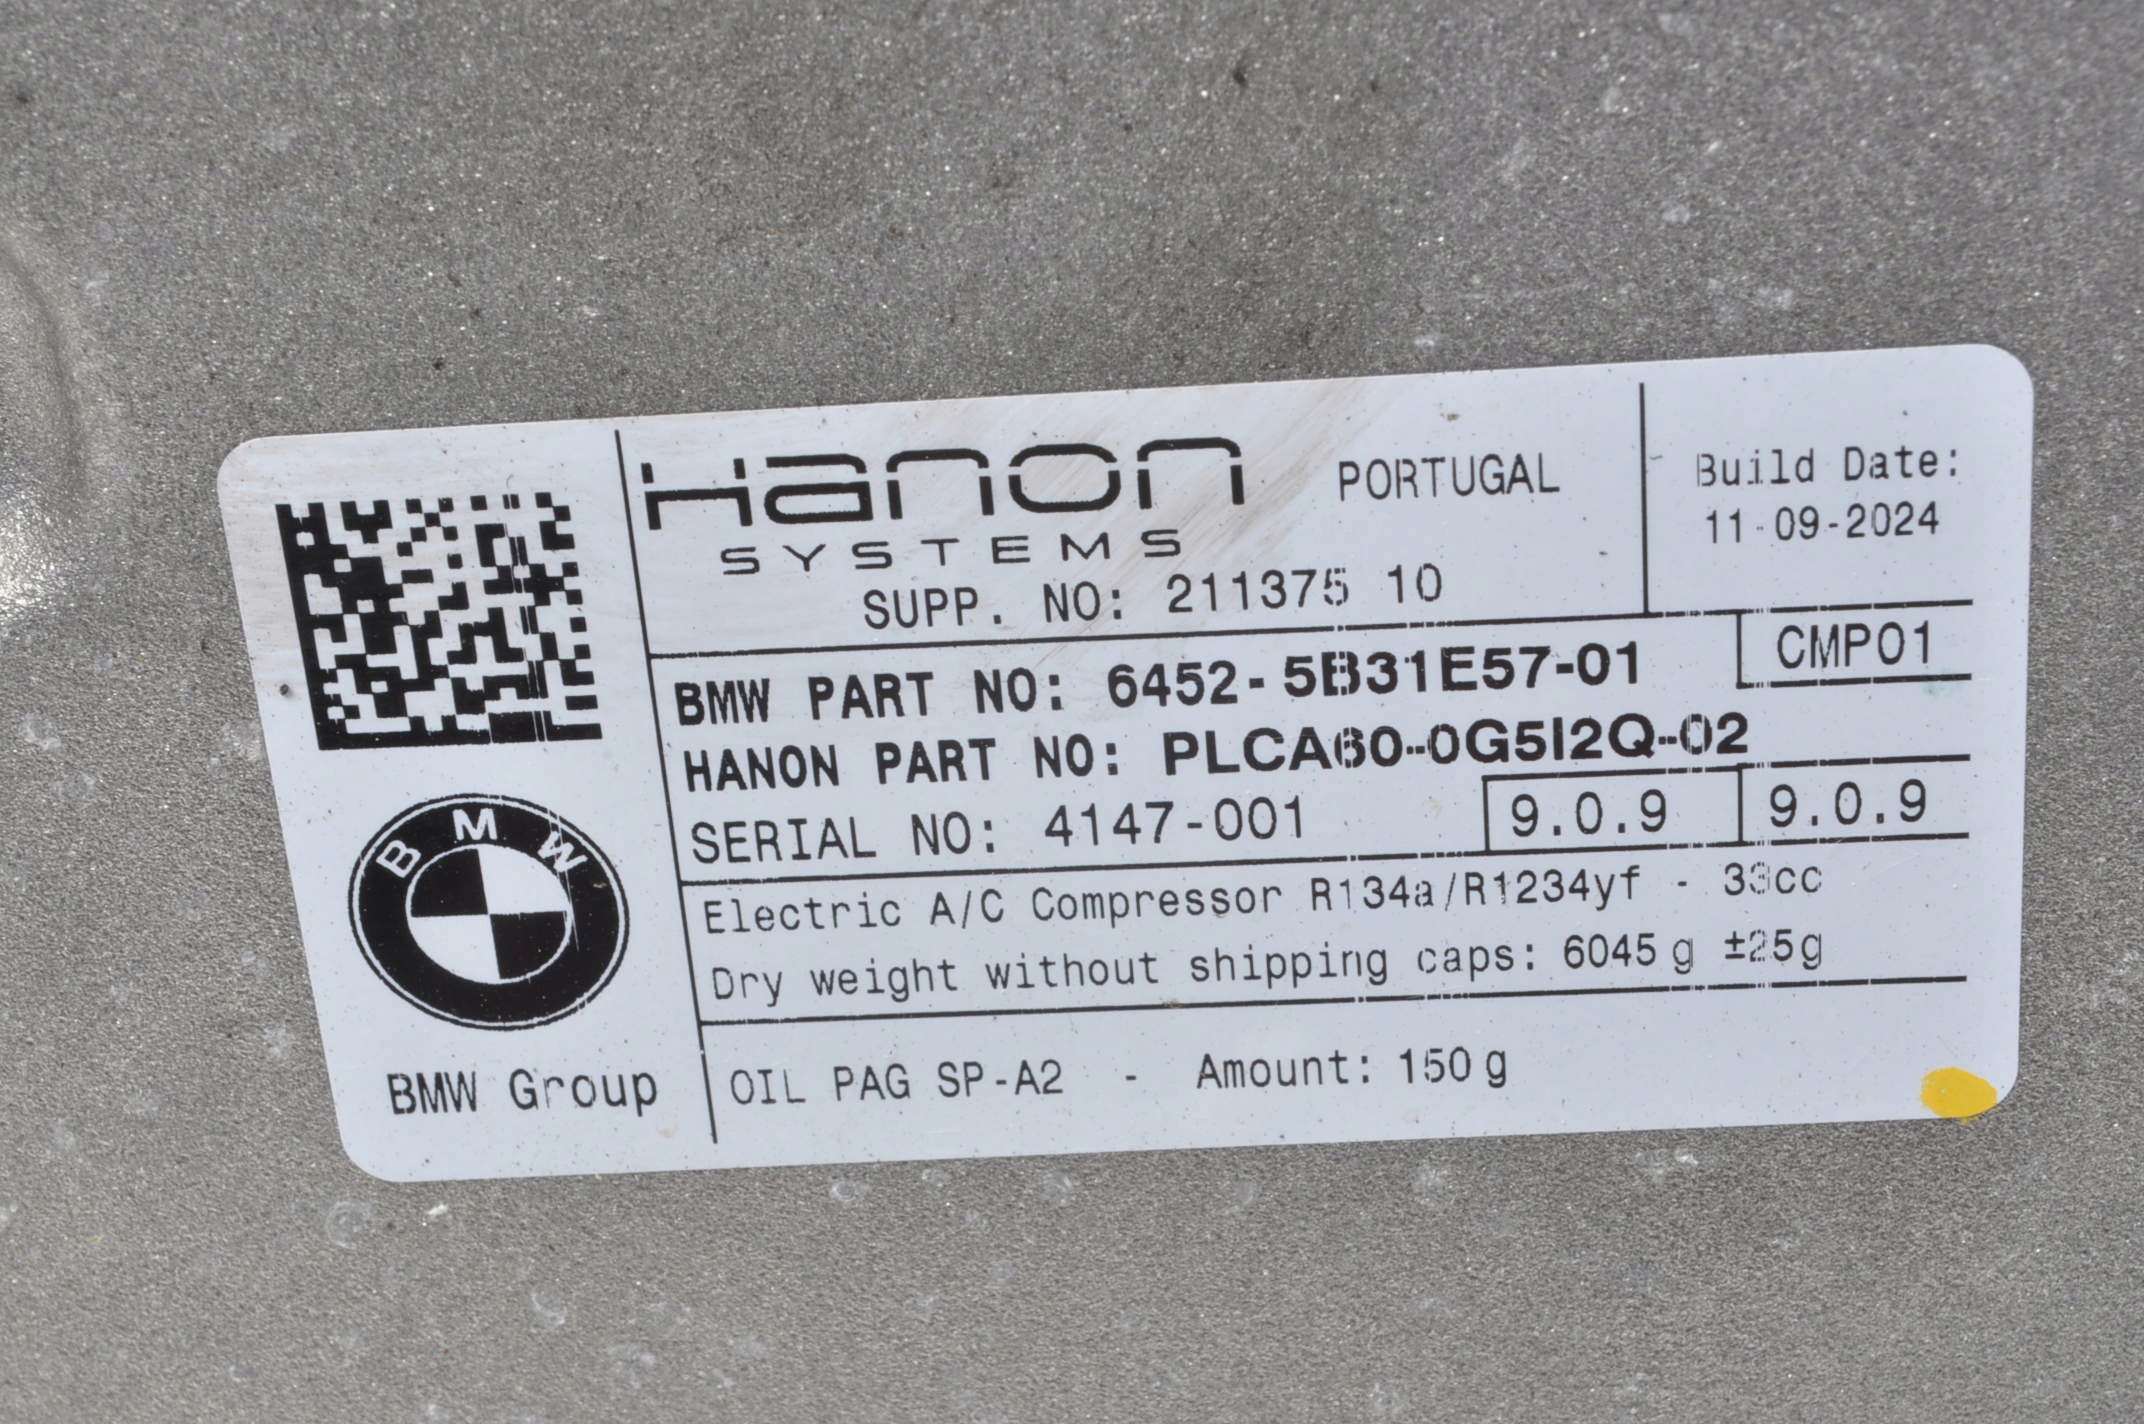 Hanon PORTUGAL
SYSTEMS
SUPP. NO: 211375 10
Build Date:
11-09-2024
BMW PART NO: 6452-5B31E57-01
CMP01
HANON PART NO: PLCA60-0G5I2Q-02
SERIAL NO: 4147-001
9.0.9 9.0.9
Electric A/C Compressor R134a/R1234yf - 33cc
Dry weight without shipping caps: 6045g ±25g
OIL PAG SP-A2 - Amount: 150g
BMW
BMW Group